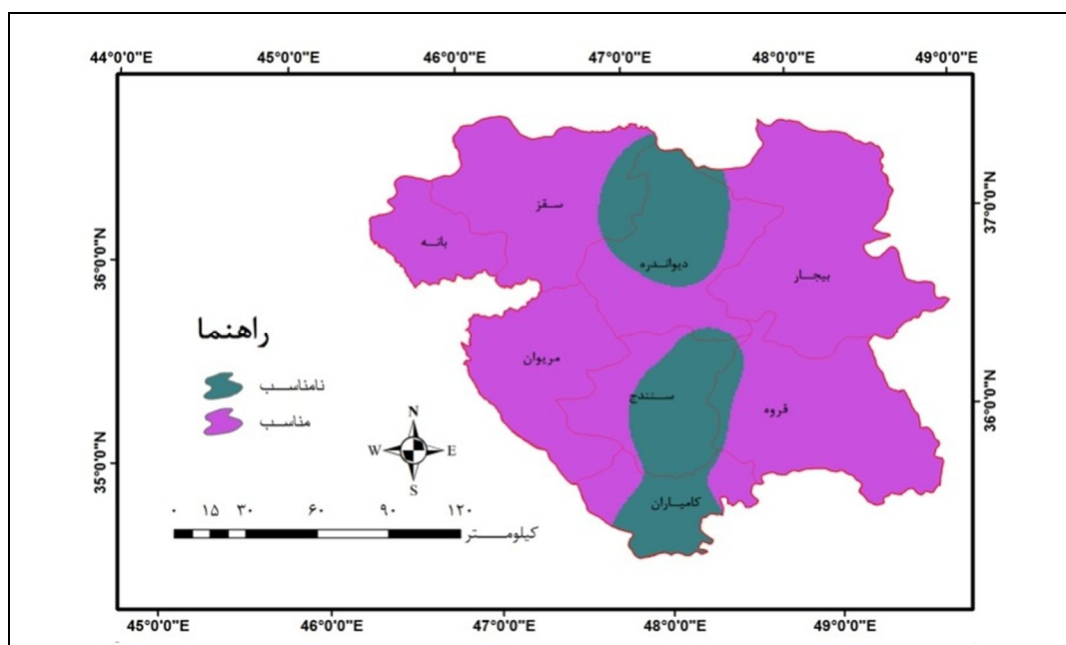 44°0'0"E 45°0'0"E 46°0'0"E 47°0'0"E 48°0'0"E 49°0'0"E
37°0'0"N
36°0'0"N
36°0'0"N
35°0'0"N
سقز
بانه
دیواندره
بیجار
مریوان
سنندج
قروه
کامیاران
راهنما
نامناسب
مناسب
N
W E
S
۰ ۱۵ ۳۰ ۶۰ ۹۰ ۱۲۰
کیلومتر
45°0'0"E 46°0'0"E 47°0'0"E 48°0'0"E 49°0'0"E